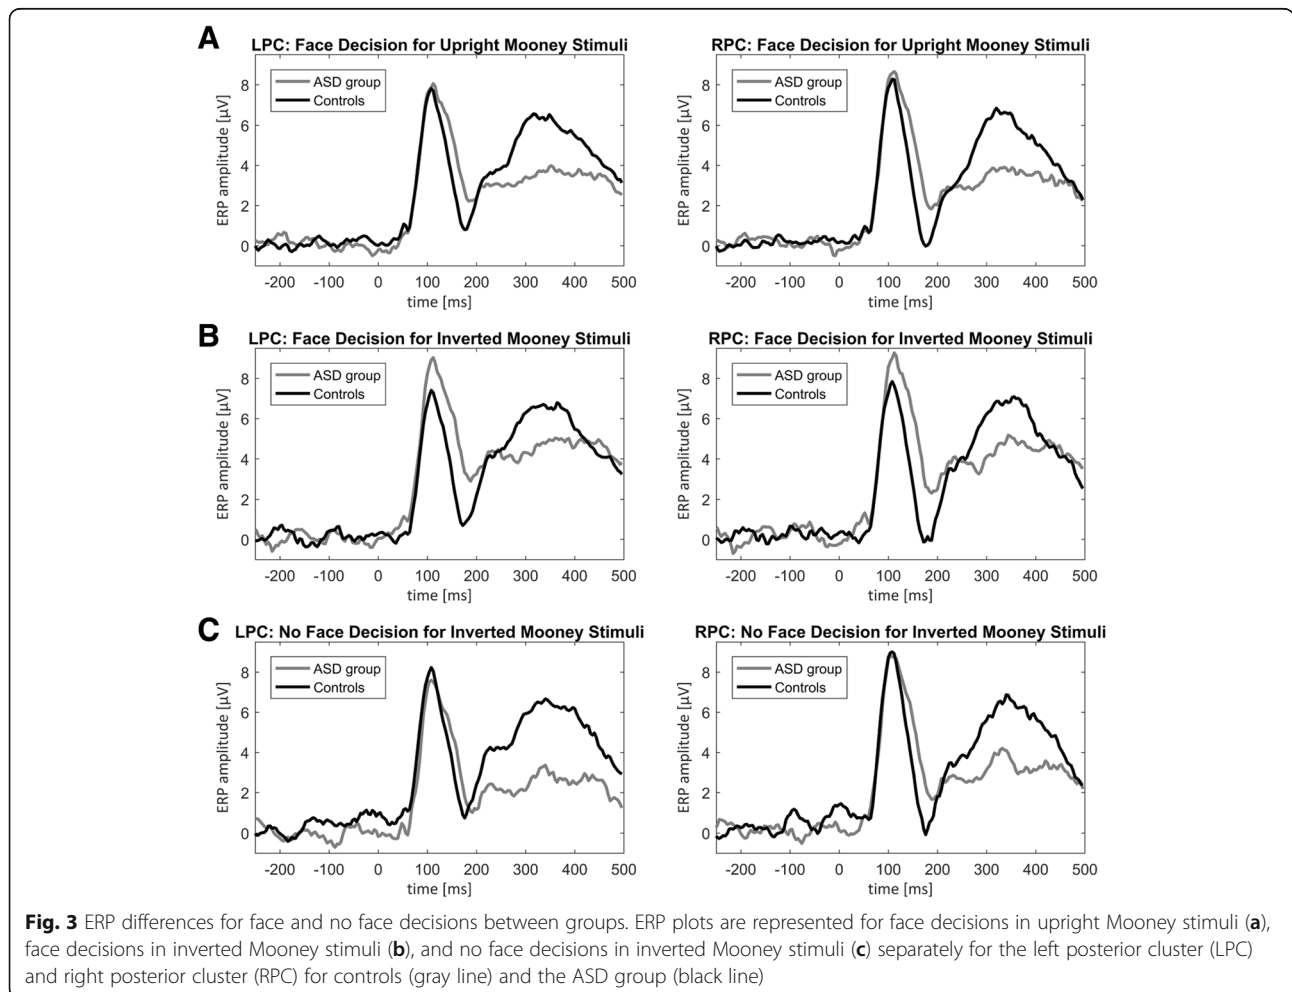 A
LPC: Face Decision for Upright Mooney Stimuli
ERP amplitude [µV]
8
6
4
2
0
ASD group
Controls
-200 -100 0 100 200 300 400 500
time [ms]
RPC: Face Decision for Upright Mooney Stimuli
ERP amplitude [µV]
8
6
4
2
0
ASD group
Controls
-200 -100 0 100 200 300 400 500
time [ms]
B
LPC: Face Decision for Inverted Mooney Stimuli
ERP amplitude [µV]
8
6
4
2
0
ASD group
Controls
-200 -100 0 100 200 300 400 500
time [ms]
RPC: Face Decision for Inverted Mooney Stimuli
ERP amplitude [µV]
8
6
4
2
0
ASD group
Controls
-200 -100 0 100 200 300 400 500
time [ms]
C
LPC: No Face Decision for Inverted Mooney Stimuli
ERP amplitude [µV]
8
6
4
2
0
ASD group
Controls
-200 -100 0 100 200 300 400 500
time [ms]
RPC: No Face Decision for Inverted Mooney Stimuli
ERP amplitude [µV]
8
6
4
2
0
ASD group
Controls
-200 -100 0 100 200 300 400 500
time [ms]
Fig. 3 ERP differences for face and no face decisions between groups. ERP plots are represented for face decisions in upright Mooney stimuli (a),
face decisions in inverted Mooney stimuli (b), and no face decisions in inverted Mooney stimuli (c) separately for the left posterior cluster (LPC)
and right posterior cluster (RPC) for controls (gray line) and the ASD group (black line)